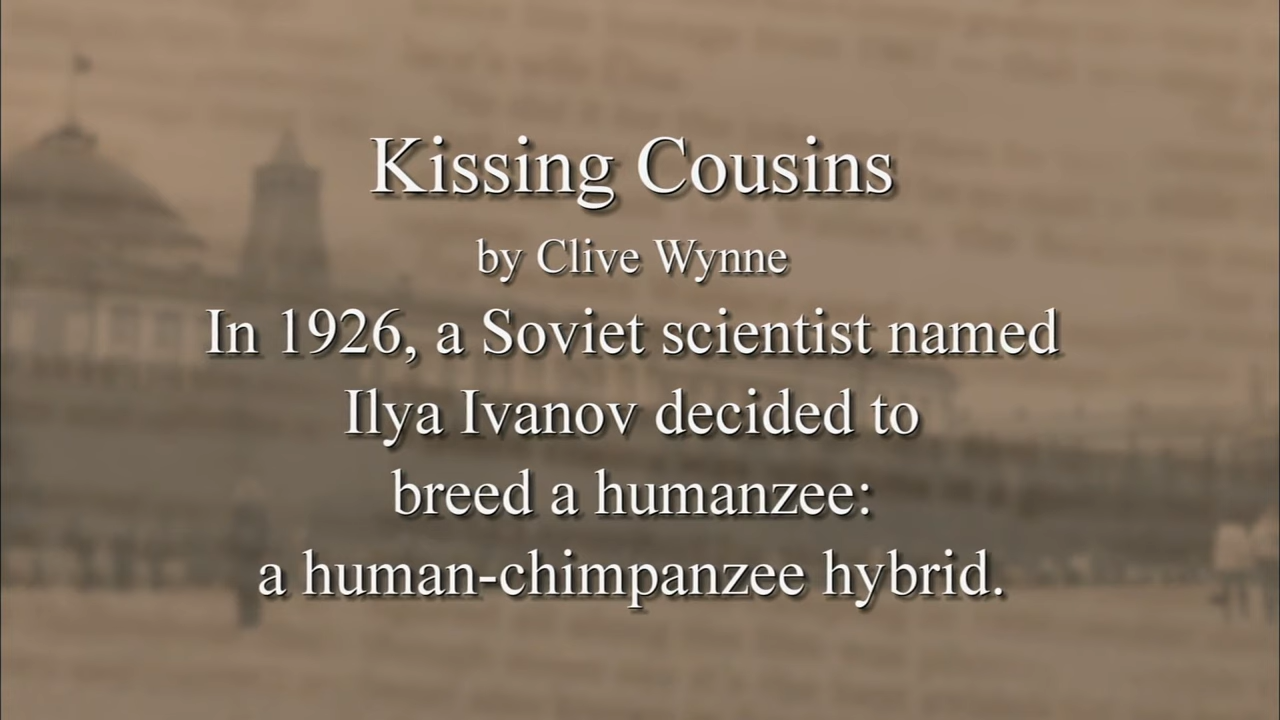 Kissing Cousins
by Clive Wynne
In 1926, a Soviet scientist named
Ilya Ivanov decided to
breed a humanzee:
a human-chimpanzee hybrid.